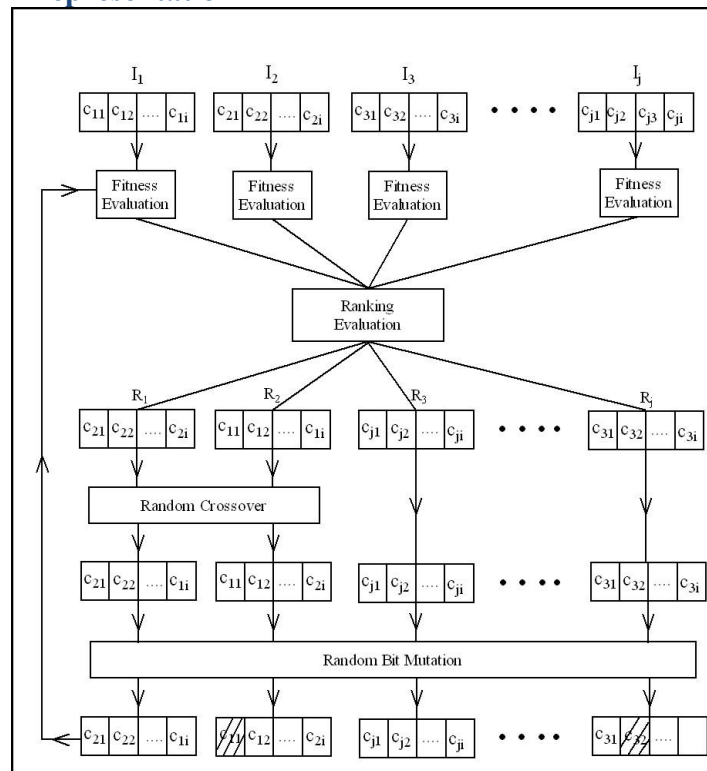 I1 I2 I3 Ij
c11 c12 .... c1i c21 c22 .... c2i c31 c32 .... c3i • • • • cj1 cj2 cj3 cji
Fitness Evaluation Fitness Evaluation Fitness Evaluation Fitness Evaluation
Ranking
Evaluation
R1 R2 R3 Rj
c21 c22 .... c2i c11 c12 .... c1i cj1 cj2 .... cji • • • • c31 c32 .... c3i
Random Crossover
c21 c22 .... c1i c11 c12 .... c2i cj1 cj2 .... cji • • • • c31 c32 .... c3i
Random Bit Mutation
c21 c22 .... c1i c11 c12 .... c2i cj1 cj2 .... cji • • • • c31 c32 ....